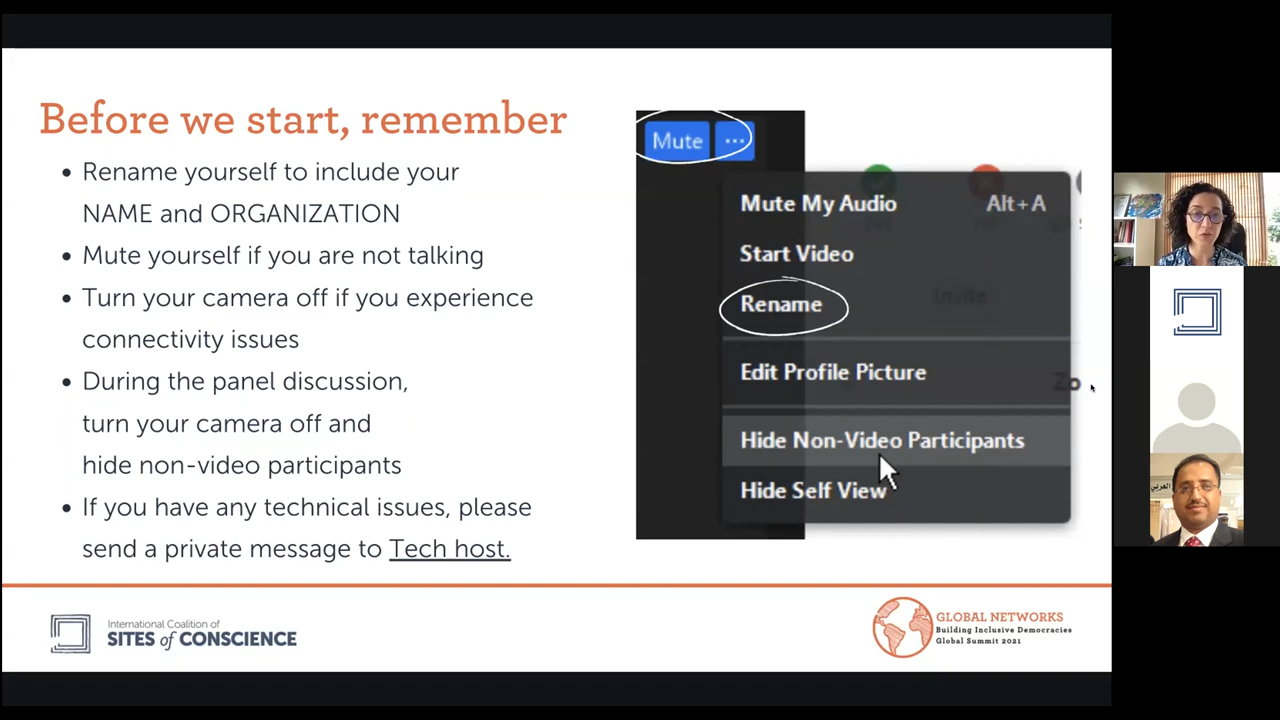 Before we start, remember
• Rename yourself to include your
NAME and ORGANIZATION
• Mute yourself if you are not talking
• Turn your camera off if you experience
connectivity issues
• During the panel discussion,
turn your camera off and
hide non-video participants
• If you have any technical issues, please
send a private message to Tech host.
Mute ...
Mute My Audio Alt+A
Start Video
Rename
Invite
Edit Profile Picture
Zo
Hide Non-Video Participants
Hide Self View
International Coalition of
SITES of CONSCIENCE
GLOBAL NETWORKS
Building Inclusive Democracies
Global Summit 2021